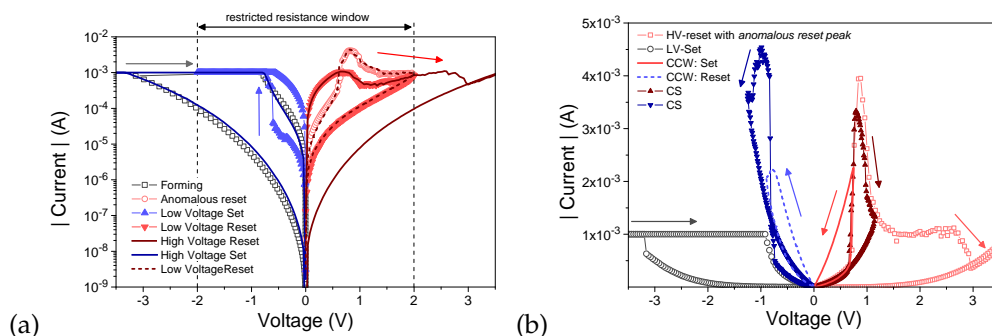 restricted resistance window
10⁻²
10⁻³
10⁻⁴
10⁻⁵
10⁻⁶
10⁻⁷
10⁻⁸
10⁻⁹
| Current | (A)
Forming
Anomalous reset
Low Voltage Set
Low Voltage Reset
High Voltage Reset
High Voltage Set
Low VoltageReset
-3 -2 -1 0 1 2 3
Voltage (V)
(a)
5x10⁻³
4x10⁻³
3x10⁻³
2x10⁻³
1x10⁻³
| Current | (A)
HV-reset with anomalous reset peak
LV-Set
CCW: Set
CCW: Reset
CS
CS
-3 -2 -1 0 1 2 3
Voltage (V)
(b)